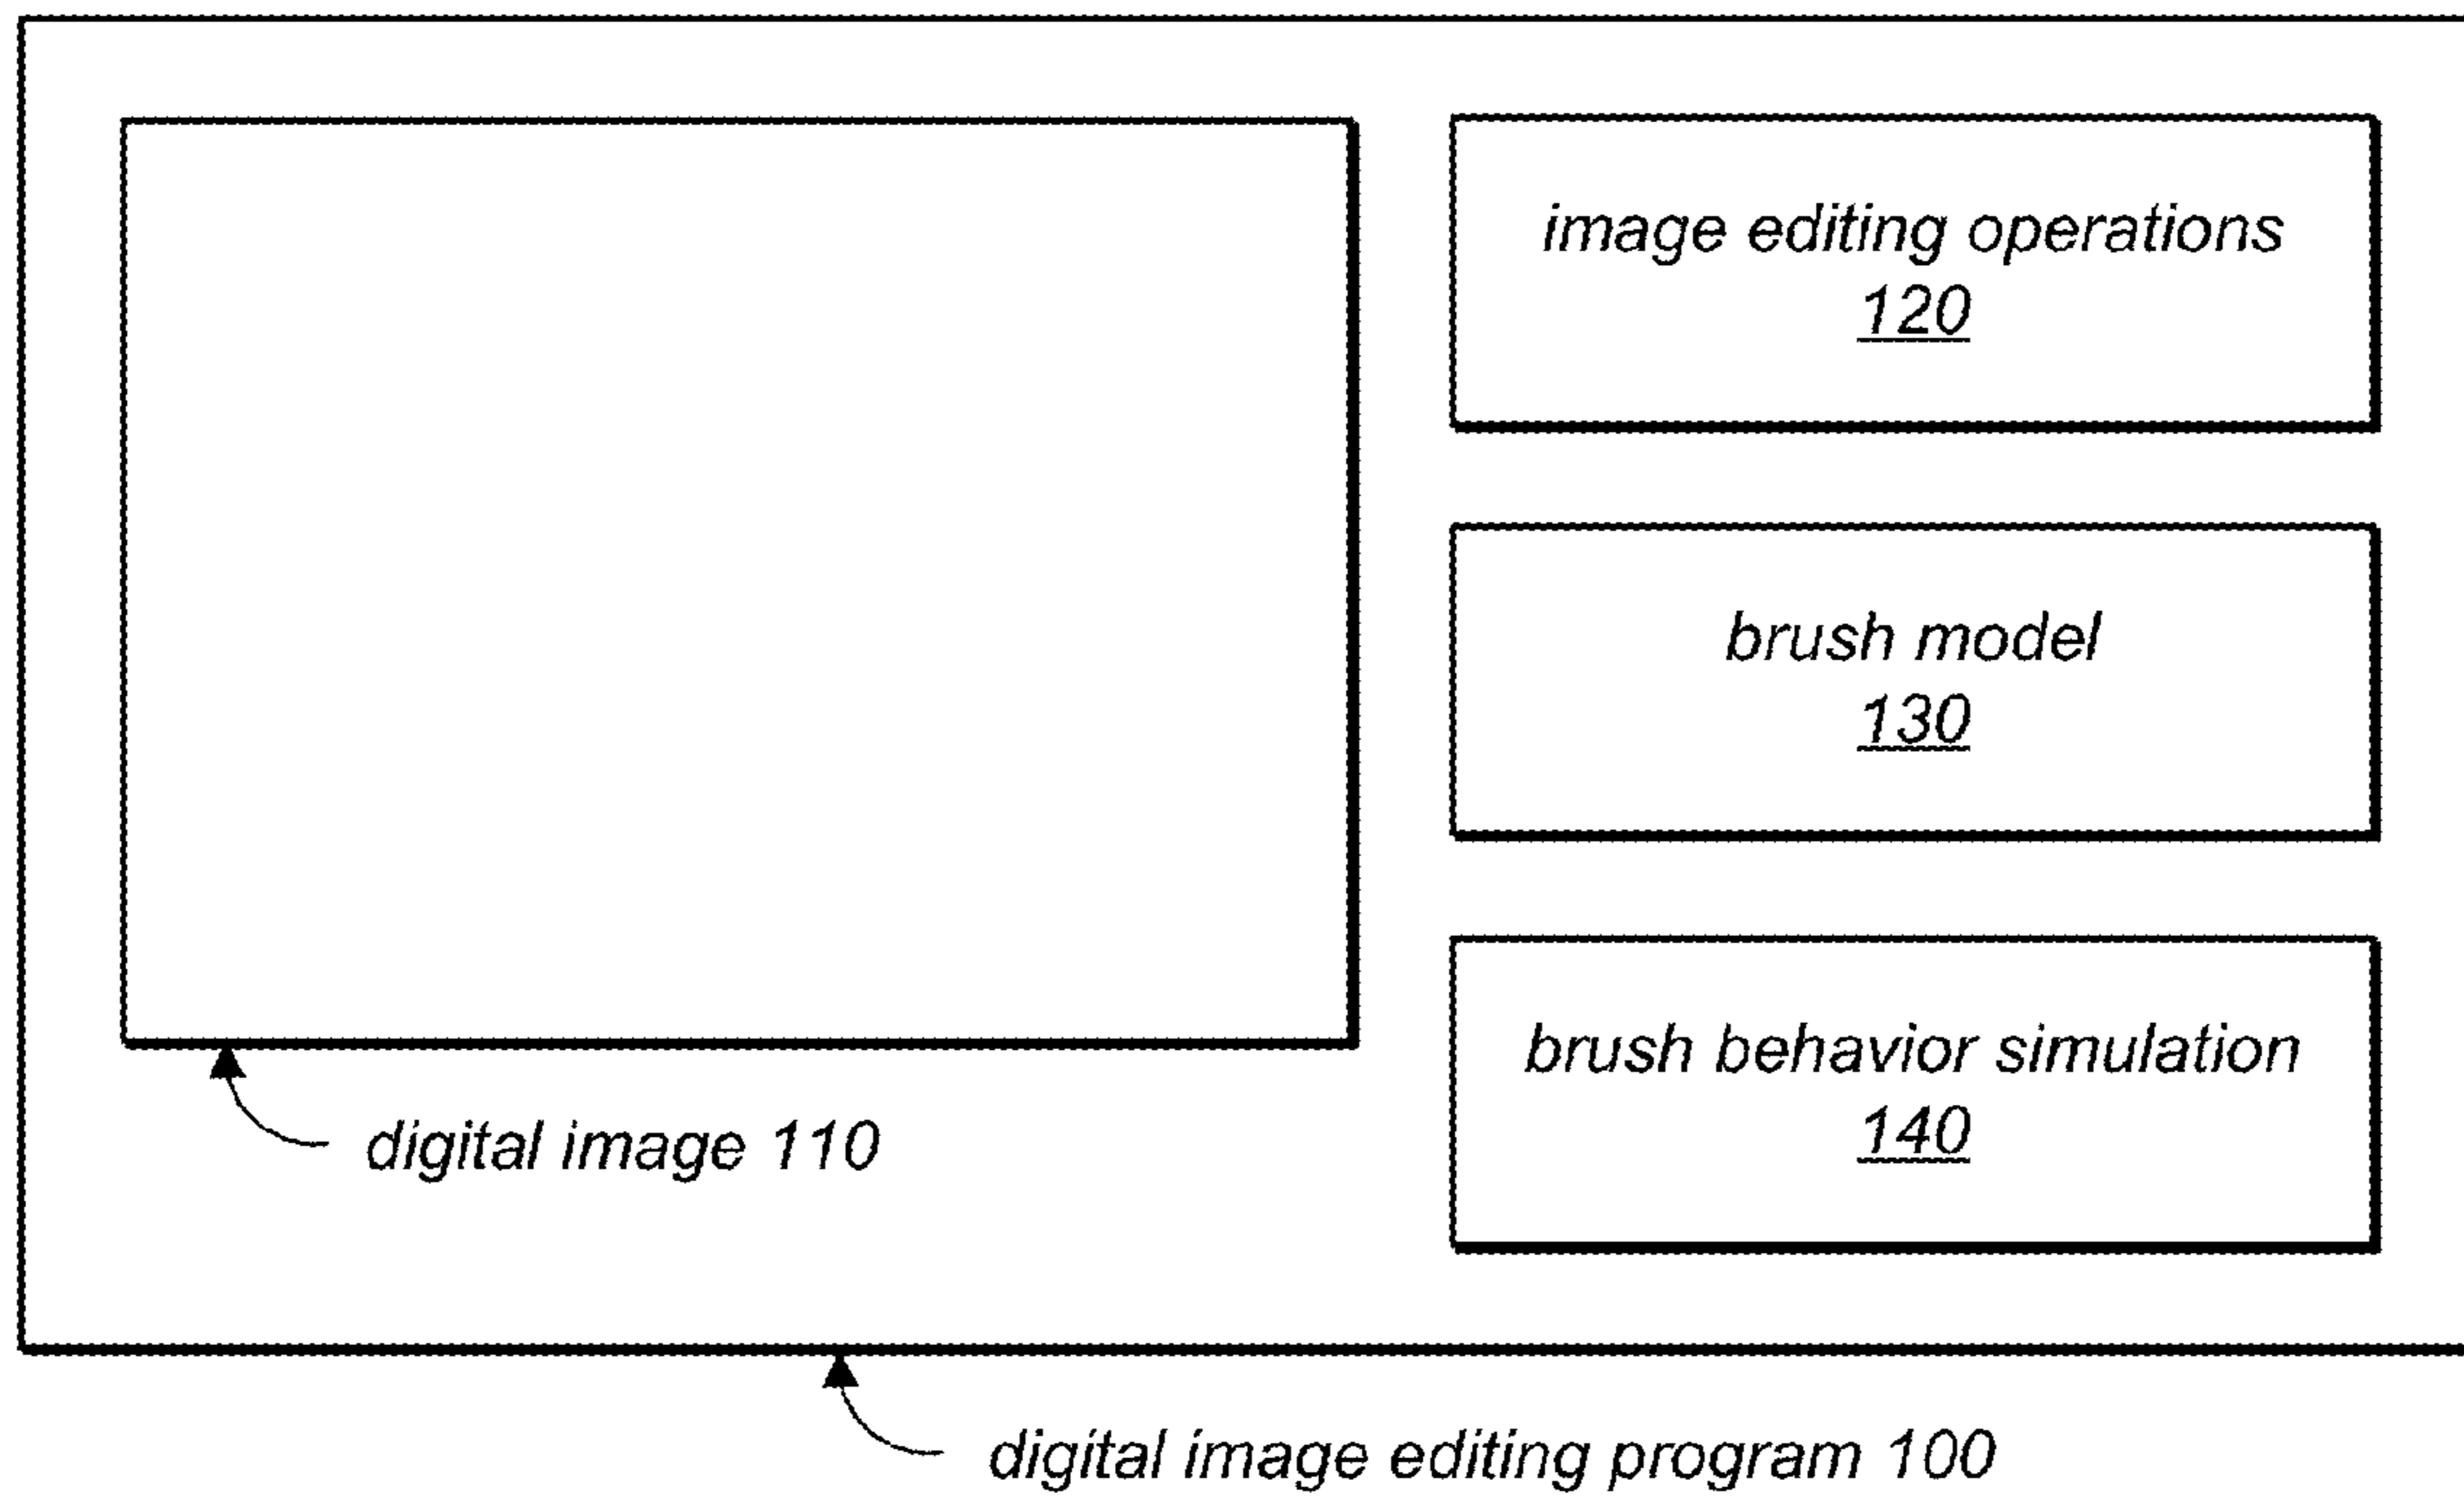 image editing operations
120
brush model
130
brush behavior simulation
140
digital image 110
digital image editing program 100